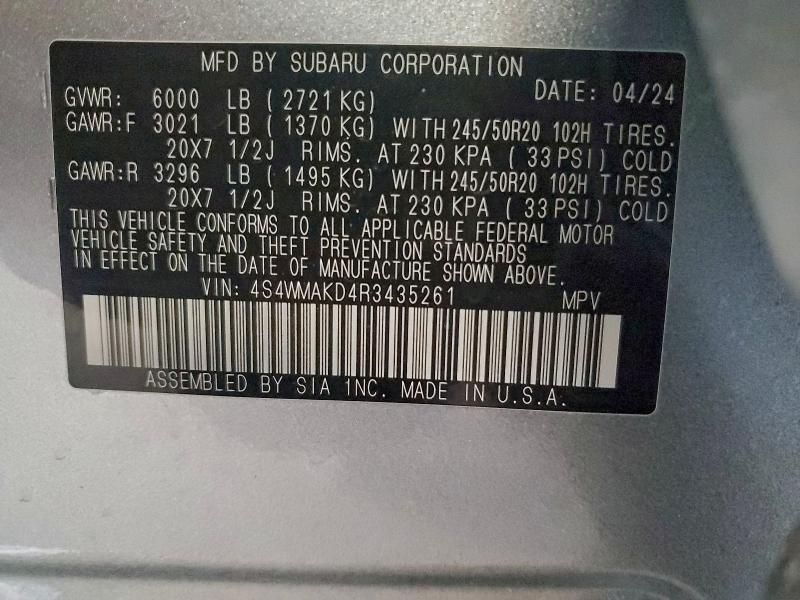 MFD BY SUBARU CORPORATION
DATE: 04/24
GVWR: 6000 LB (2721 KG)
GAWR:F 3021 LB (1370 KG) WITH 245/50R20 102H TIRES.
20X7 1/2J RIMS. AT 230 KPA (33 PSI) COLD
GAWR:R 3296 LB (1495 KG) WITH 245/50R20 102H TIRES.
20X7 1/2J RIMS. AT 230 KPA (33 PSI) COLD
THIS VEHICLE CONFORMS TO ALL APPLICABLE FEDERAL MOTOR
VEHICLE SAFETY AND THEFT PREVENTION STANDARDS
IN EFFECT ON THE DATE OF MANUFACTURE SHOWN ABOVE.
VIN: 4S4WMAKD4R3435261 MPV
ASSEMBLED BY SIA INC. MADE IN U.S.A.